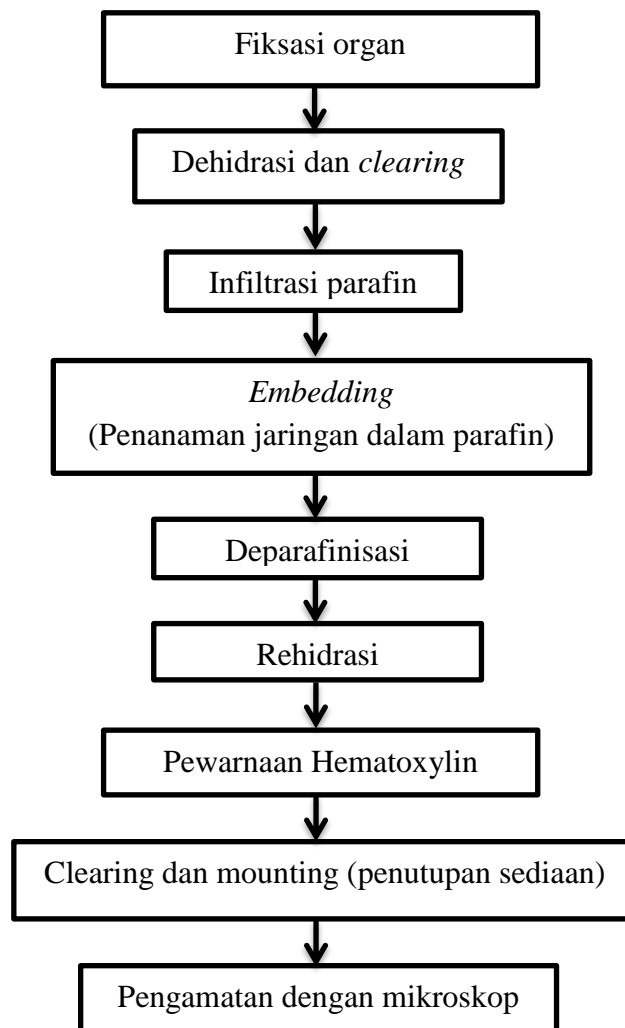 Fiksasi organ
Dehidrasi dan clearing
Infiltrasi parafin
Embedding
(Penanaman jaringan dalam parafin)
Deparafinisasi
Rehidrasi
Pewarnaan Hematoxylin
Clearing dan mounting (penutupan sediaan)
Pengamatan dengan mikroskop